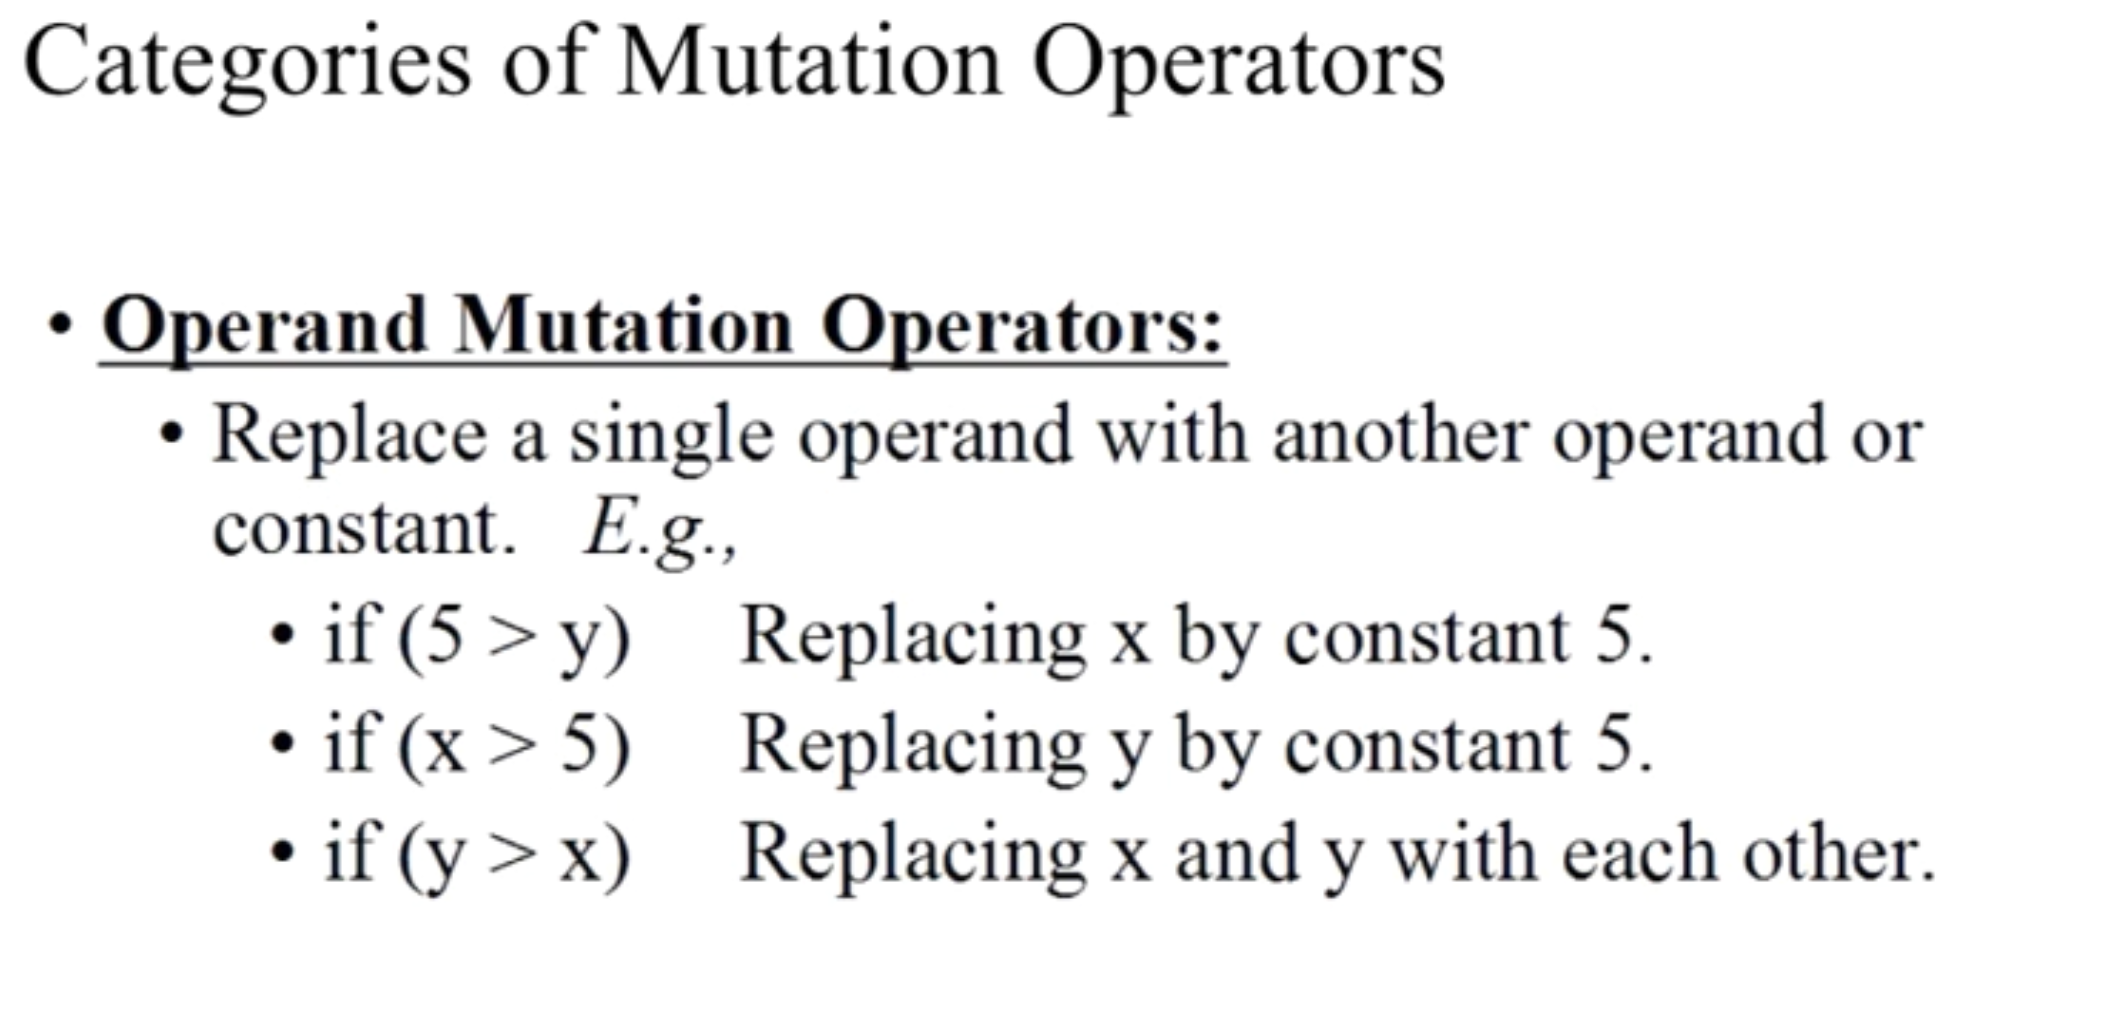 Categories of Mutation Operators
• Operand Mutation Operators:
• Replace a single operand with another operand or
constant. E.g.,
• if (5 > y) Replacing x by constant 5.
• if (x > 5) Replacing y by constant 5.
• if (y > x) Replacing x and y with each other.